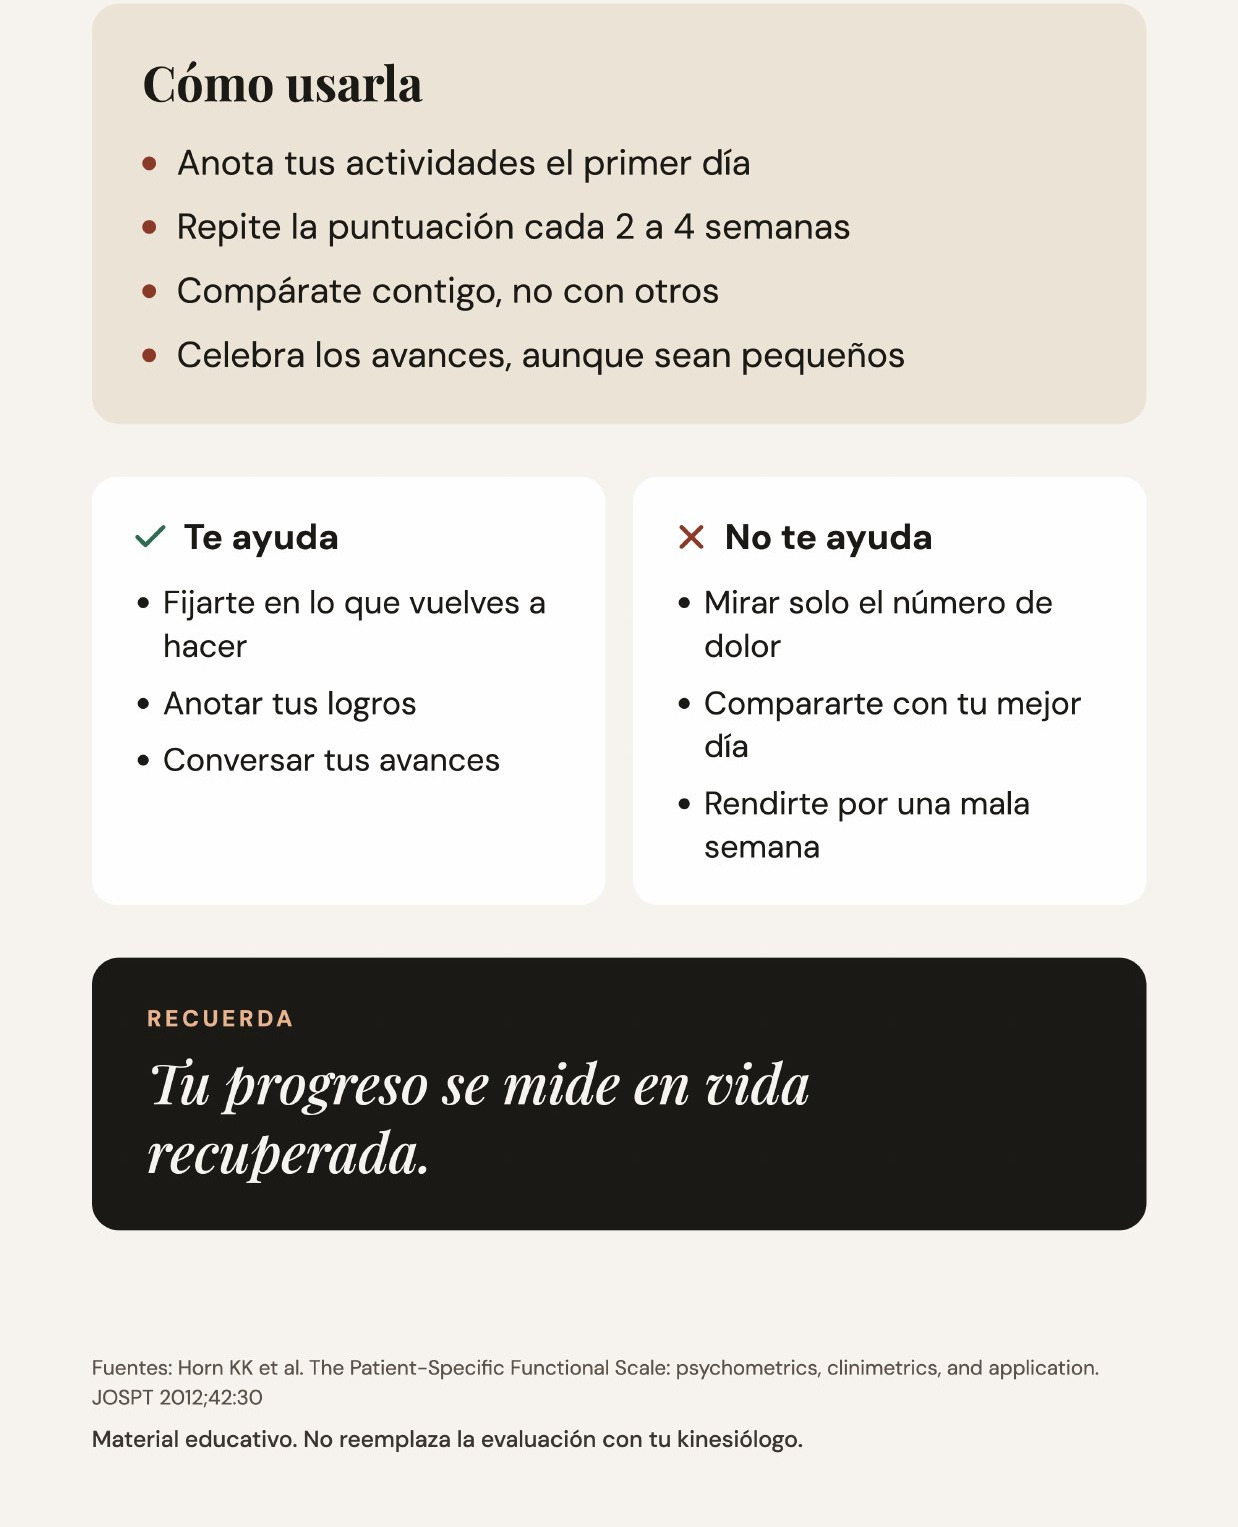 Cómo usarla
Anota tus actividades el primer día
Repite la puntuación cada 2 a 4 semanas
Compárate contigo, no con otros
Celebra los avances, aunque sean pequeños
Te ayuda
Fijarte en lo que vuelves a
hacer
Anotar tus logros
Conversar tus avances
No te ayuda
Mirar solo el número de
dolor
Compararte con tu mejor
día
Rendirte por una mala
semana
RECUERDA
Tu progreso se mide en vida
recuperada.
Fuentes: Horn KK et al. The Patient-Specific Functional Scale: psychometrics, clinimetrics, and application.
JOSPT 2012;42:30
Material educativo. No reemplaza la evaluación con tu kinesiólogo.